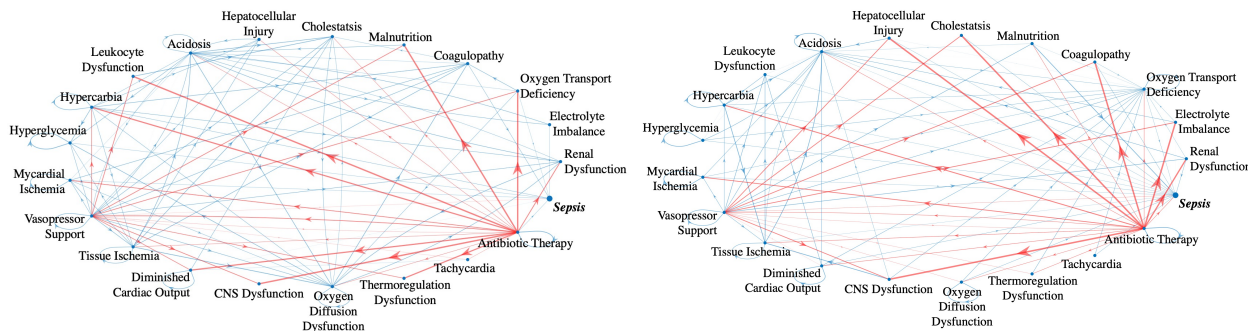 Hepatocellular
Injury
Cholestatsis
Malnutrition
Acidosis
Leukocyte
Dysfunction
Coagulopathy
Hypercarbia
Oxygen Transport
Deficiency
Hyperglycemia
Electrolyte
Imbalance
Renal
Dysfunction
Mycardial
Ischemia
Sepsis
Vasopressor
Support
Antibiotic Therapy
Tissue Ischemia
Tachycardia
Diminished
Cardiac Output
CNS Dysfunction
Thermoregulation
Dysfunction
Oxygen
Diffusion
Dysfunction
Hepatocellular
Injury
Cholestatsis
Malnutrition
Acidosis
Leukocyte
Dysfunction
Coagulopathy
Hypercarbia
Oxygen Transport
Deficiency
Electrolyte
Imbalance
Hyperglycemia
Renal
Dysfunction
Mycardial
Ischemia
Sepsis
Vasopressor
Support
Antibiotic Therapy
Tissue Ischemia
Tachycardia
Diminished
Cardiac Output
CNS Dysfunction
Thermoregulation
Dysfunction
Oxygen
Diffusion
Dysfunction